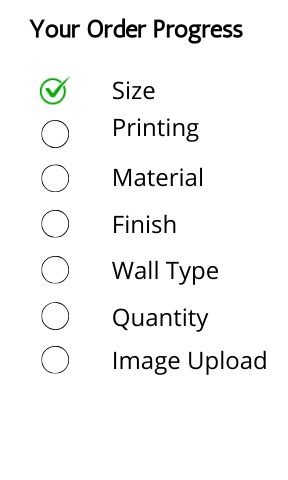 Your Order Progress
Size
Printing
Material
Finish
Wall Type
Quantity
Image Upload